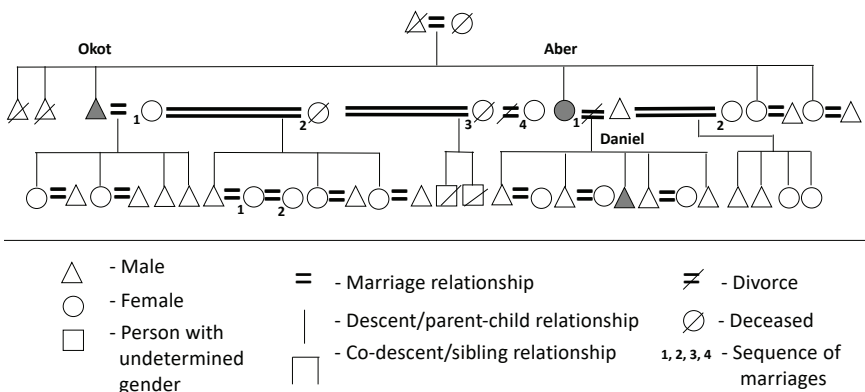 Okot
Aber
1
2
3
4
1
2
Daniel
1
2
- Male
- Female
- Person with
undetermined
gender
- Marriage relationship
- Descent/parent-child relationship
- Co-descent/sibling relationship
- Divorce
- Deceased
1, 2, 3, 4 - Sequence of
marriages